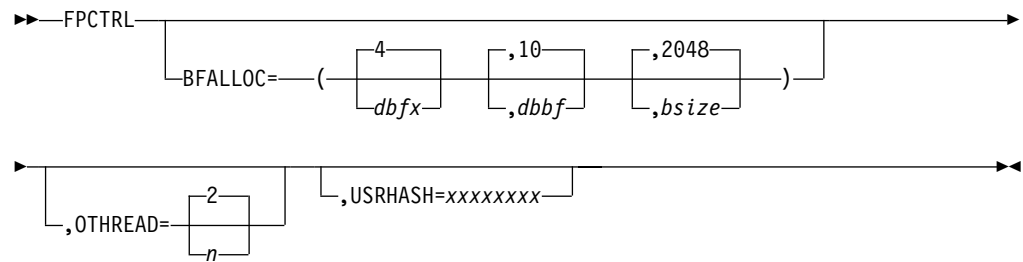 FPCTRL
4 ,10 ,2048
BFALLOC= ( )
dbfx ,dbbf ,bsize
2 ,USRHASH=xxxxxxxx
,OTHREAD=
n